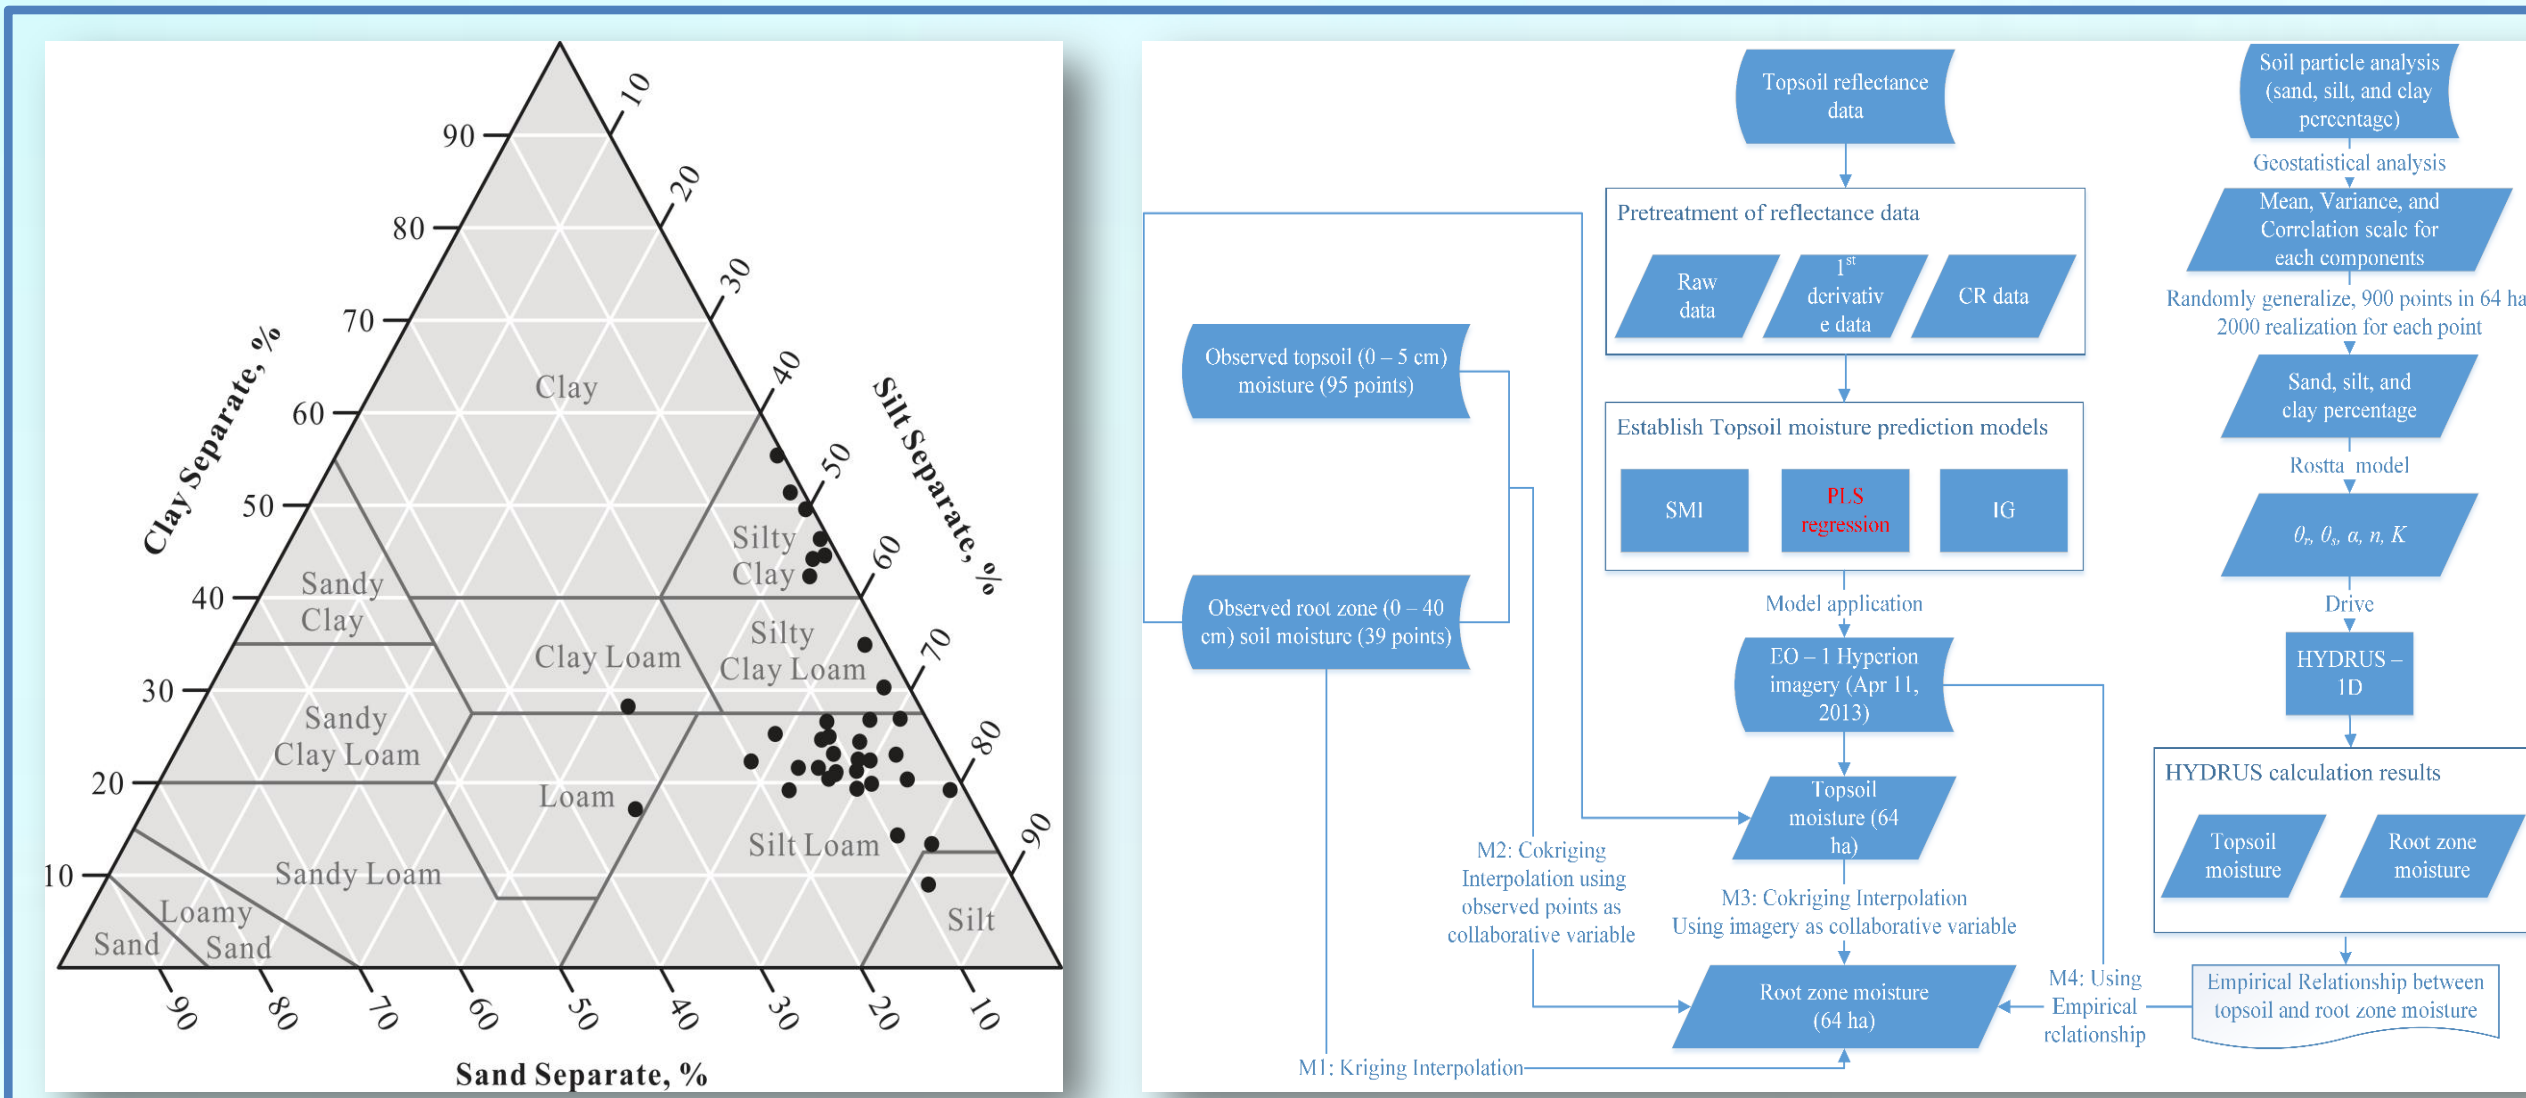 10
90
20
80
30
70
40
Clay
60
50
50
Silty
Clay
60
Sandy
Clay
40
Silty
Clay Loam
Clay Loam
70
30
Sandy
Clay Loam
80
20
Loam
Silt Loam
90
10
Sandy Loam
Loamy
Sand
Sand
Silt
90
80
70
60
50
40
30
20
10
Clay Separate, %
Silt Separate, %
Sand Separate, %
Topsoil reflectance
data
Pretreatment of reflectance data
Raw
data
1st
derivativ
e data
CR data
Observed topsoil (0 – 5 cm)
moisture (95 points)
Establish Topsoil moisture prediction models
SMI
PLS
regression
IG
Observed root zone (0 – 40
cm) soil moisture (39 points)
Model application
EO – 1 Hyperion
imagery (Apr 11,
2013)
Topsoil
moisture (64
ha)
M2: Cokriging
Interpolation using
observed points as
collaborative variable
M3: Cokriging Interpolation
Using imagery as collaborative variable
Root zone moisture
(64 ha)
M1: Kriging Interpolation
M4: Using
Empirical
relationship
Soil particle analysis
(sand, silt, and clay
percentage)
Geostatistical analysis
Mean, Variance, and
Correlation scale for
each components
Randomly generalize, 900 points in 64 ha
2000 realization for each point
Sand, silt, and
clay percentage
Rostta model
θr, θs, α, n, K
Drive
HYDRUS –
1D
HYDRUS calculation results
Topsoil
moisture
Root zone
moisture
Empirical Relationship between
topsoil and root zone moisture